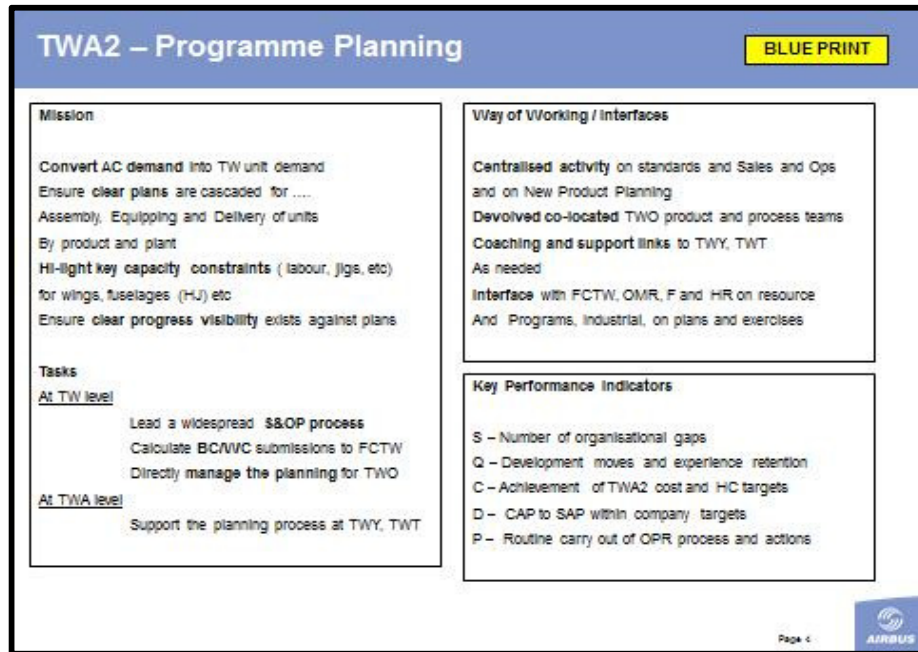 TWA2 – Programme Planning
BLUE PRINT
Mission
Convert AC demand into TW unit demand
Ensure clear plans are cascaded for ....
Assembly, Equipping and Delivery of units
By product and plant
Hi-light key capacity constraints ( labour, jigs, etc)
for wings, fuselages (HJ) etc
Ensure clear progress visibility exists against plans
Tasks
At TW level
Lead a widespread S&OP process
Calculate BC/WC submissions to FCTW
Directly manage the planning for TWO
At TWA level
Support the planning process at TWY, TWT
Way of Working / Interfaces
Centralised activity on standards and Sales and Ops
and on New Product Planning
Devolved co-located TWO product and process teams
Coaching and support links to TWY, TWT
As needed
Interface with FCTW, OMR, F and HR on resource
And Programs, Industrial, on plans and exercises
Key Performance Indicators
S – Number of organisational gaps
Q – Development moves and experience retention
C – Achievement of TWA2 cost and HC targets
D – CAP to SAP within company targets
P – Routine carry out of OPR process and actions
Page 4
AIRBUS